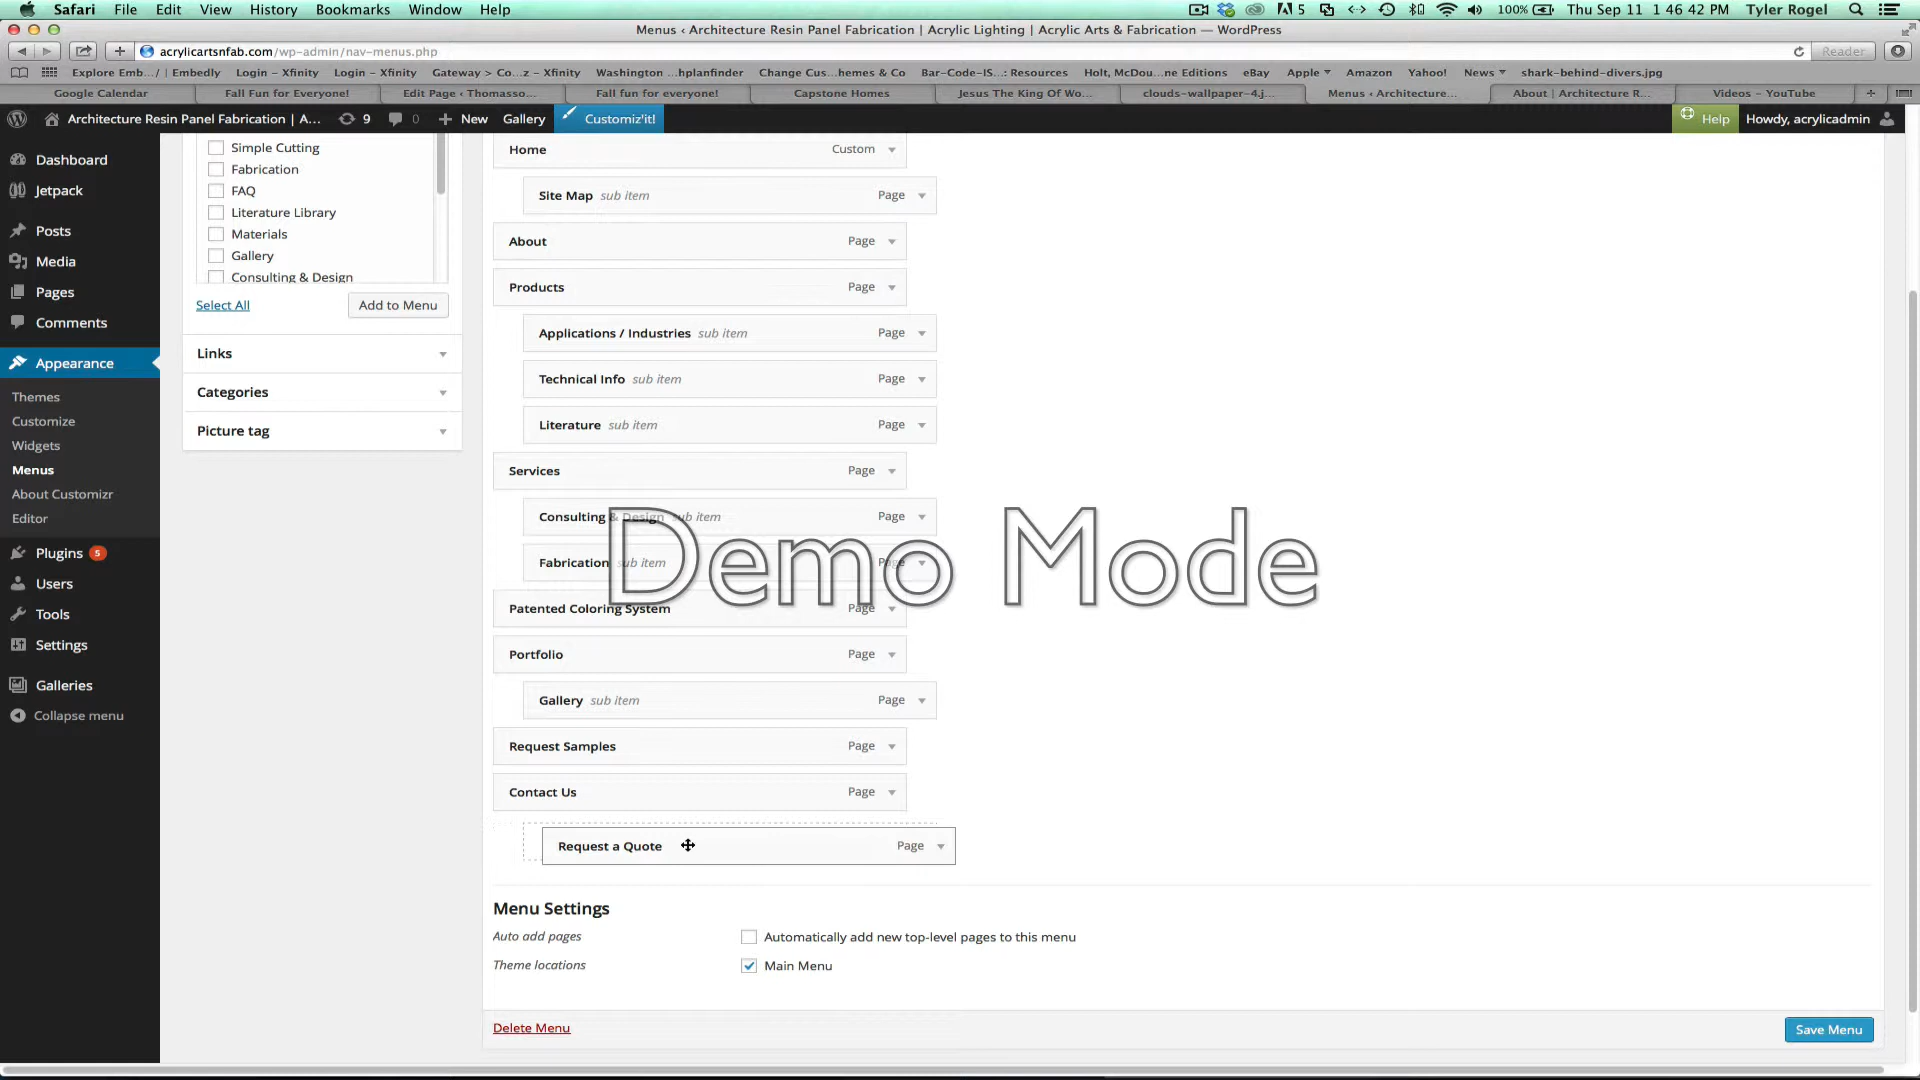 Safari File Edit View History Bookmarks Window Help 5 100% Thu Sep 11 1 46 42 PM Tyler Rogel
Menus ‹ Architecture Resin Panel Fabrication | Acrylic Lighting | Acrylic Arts & Fabrication — WordPress
acrylicartsnfab.com/wp-admin/nav-menus.php Reader
Explore Emb.../ | Embedly Login – Xfinity Login – Xfinity Gateway > Co...z – Xfinity Washington ...hplanfinder Change Cus...hemes & Co Bar-Code-IS...: Resources Holt, McDou...ne Editions eBay Apple Amazon Yahoo! News shark-behind-divers.jpg
Google Calendar Fall Fun for Everyone! Edit Page ‹ Thomasso... Fall fun for everyone! Capstone Homes Jesus The King Of Wo... clouds-wallpaper-4.j... Menus ‹ Architecture... About | Architecture R... Videos – YouTube
Architecture Resin Panel Fabrication | A... 9 0 + New Gallery Customiz'it! Help Howdy, acrylicadmin
Dashboard
Jetpack
Posts
Media
Pages
Comments
Appearance
Themes
Customize
Widgets
Menus
About Customizr
Editor
Plugins 5
Users
Tools
Settings
Galleries
Collapse menu
Simple Cutting
Fabrication
FAQ
Literature Library
Materials
Gallery
Consulting & Design
Select All Add to Menu
Links
Categories
Picture tag
Home Custom
Site Map sub item Page
About Page
Products Page
Applications / Industries sub item Page
Technical Info sub item Page
Literature sub item Page
Services Page
Consulting & Design sub item Page
Fabrication sub item Page
Demo Mode
Patented Coloring System Page
Portfolio Page
Gallery sub item Page
Request Samples Page
Contact Us Page
Request a Quote Page
Menu Settings
Auto add pages Automatically add new top-level pages to this menu
Theme locations Main Menu
Delete Menu Save Menu